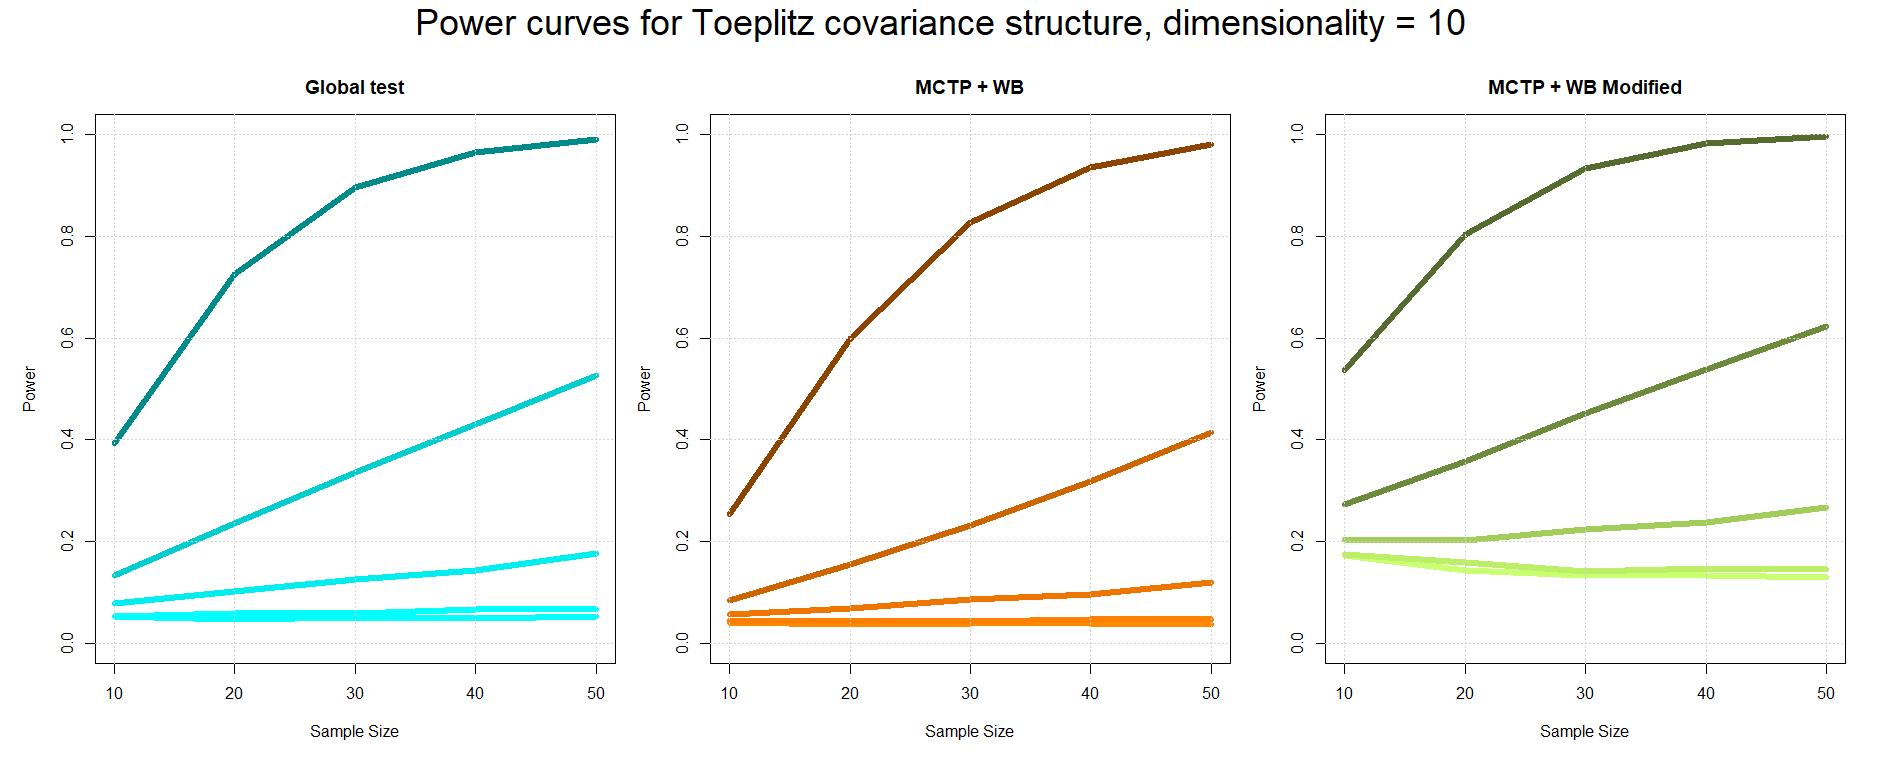 Power curves for Toeplitz covariance structure, dimensionality = 10
Global test
Power
1.0
0.8
0.6
0.4
0.2
0.0
10 20 30 40 50
Sample Size
MCTP + WB
Power
1.0
0.8
0.6
0.4
0.2
0.0
10 20 30 40 50
Sample Size
MCTP + WB Modified
Power
1.0
0.8
0.6
0.4
0.2
0.0
10 20 30 40 50
Sample Size